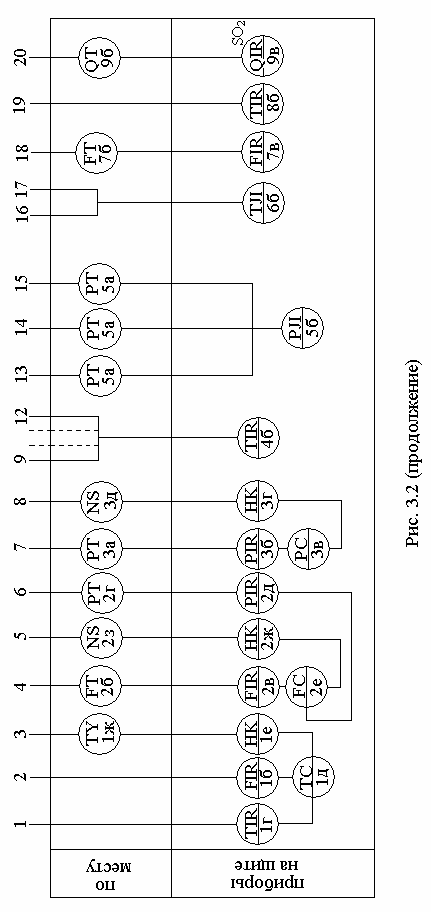 1 2 3 4 5 6 7 8 9 12 13 14 15 16 17 18 19 20
по
месту
TY
1ж
FT
2б
NS
2з
PT
2г
PT
3а
NS
3д
PT
5а
PT
5а
PT
5а
FT
7б
QT
9б
приборы
на щите
TIR
1г
FIR
1б
HK
1е
FIR
2в
HK
2ж
PIR
2д
PIR
3б
HK
3г
TIR
4б
TJI
6б
FIR
7в
TIR
8б
QIR
9в
SO2
TC
1д
FC
2е
PC
3в
PJI
5б
Рис. 3.2 (продолжение)